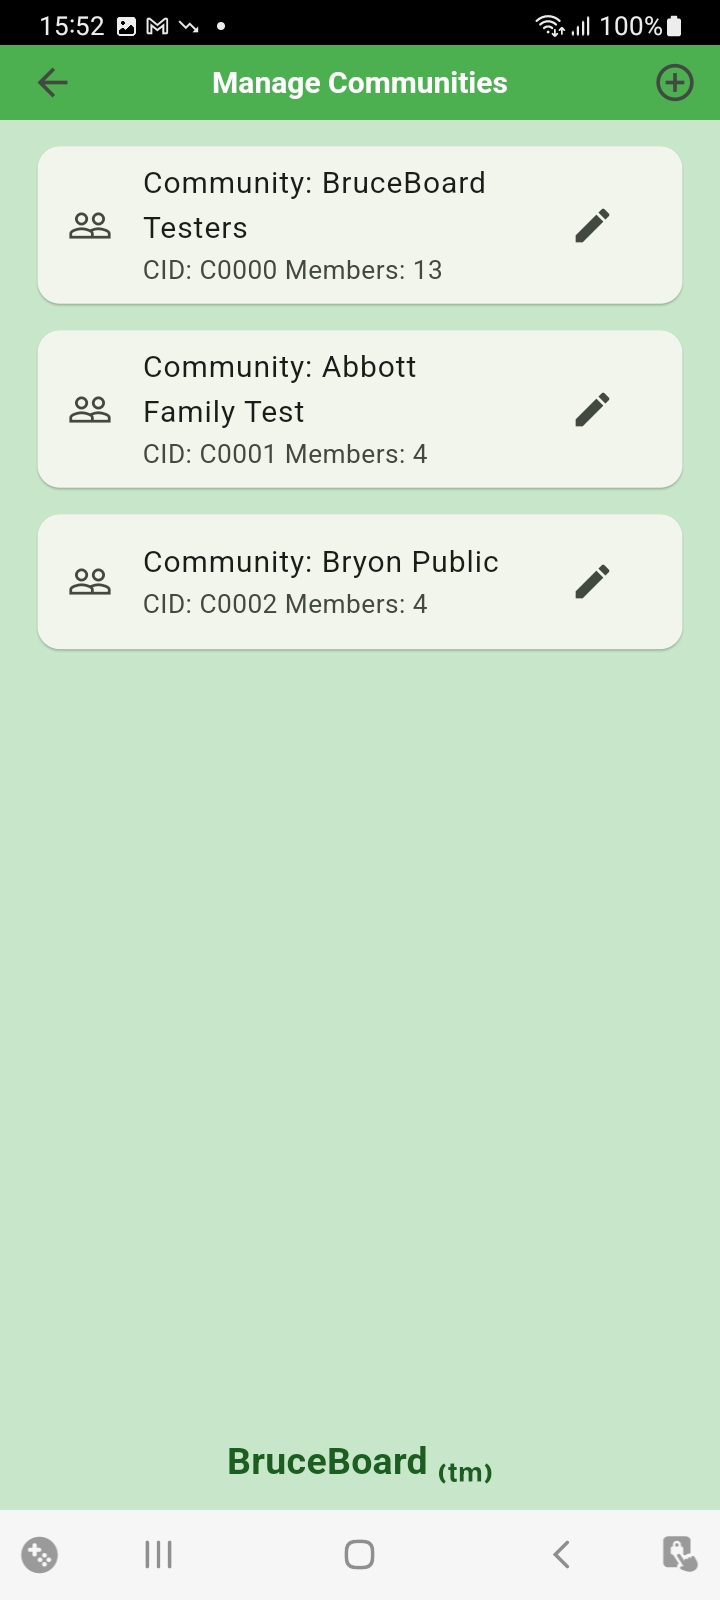 15:52 100%
Manage Communities
Community: BruceBoard
Testers
CID: C0000 Members: 13
Community: Abbott
Family Test
CID: C0001 Members: 4
Community: Bryon Public
CID: C0002 Members: 4
BruceBoard (tm)